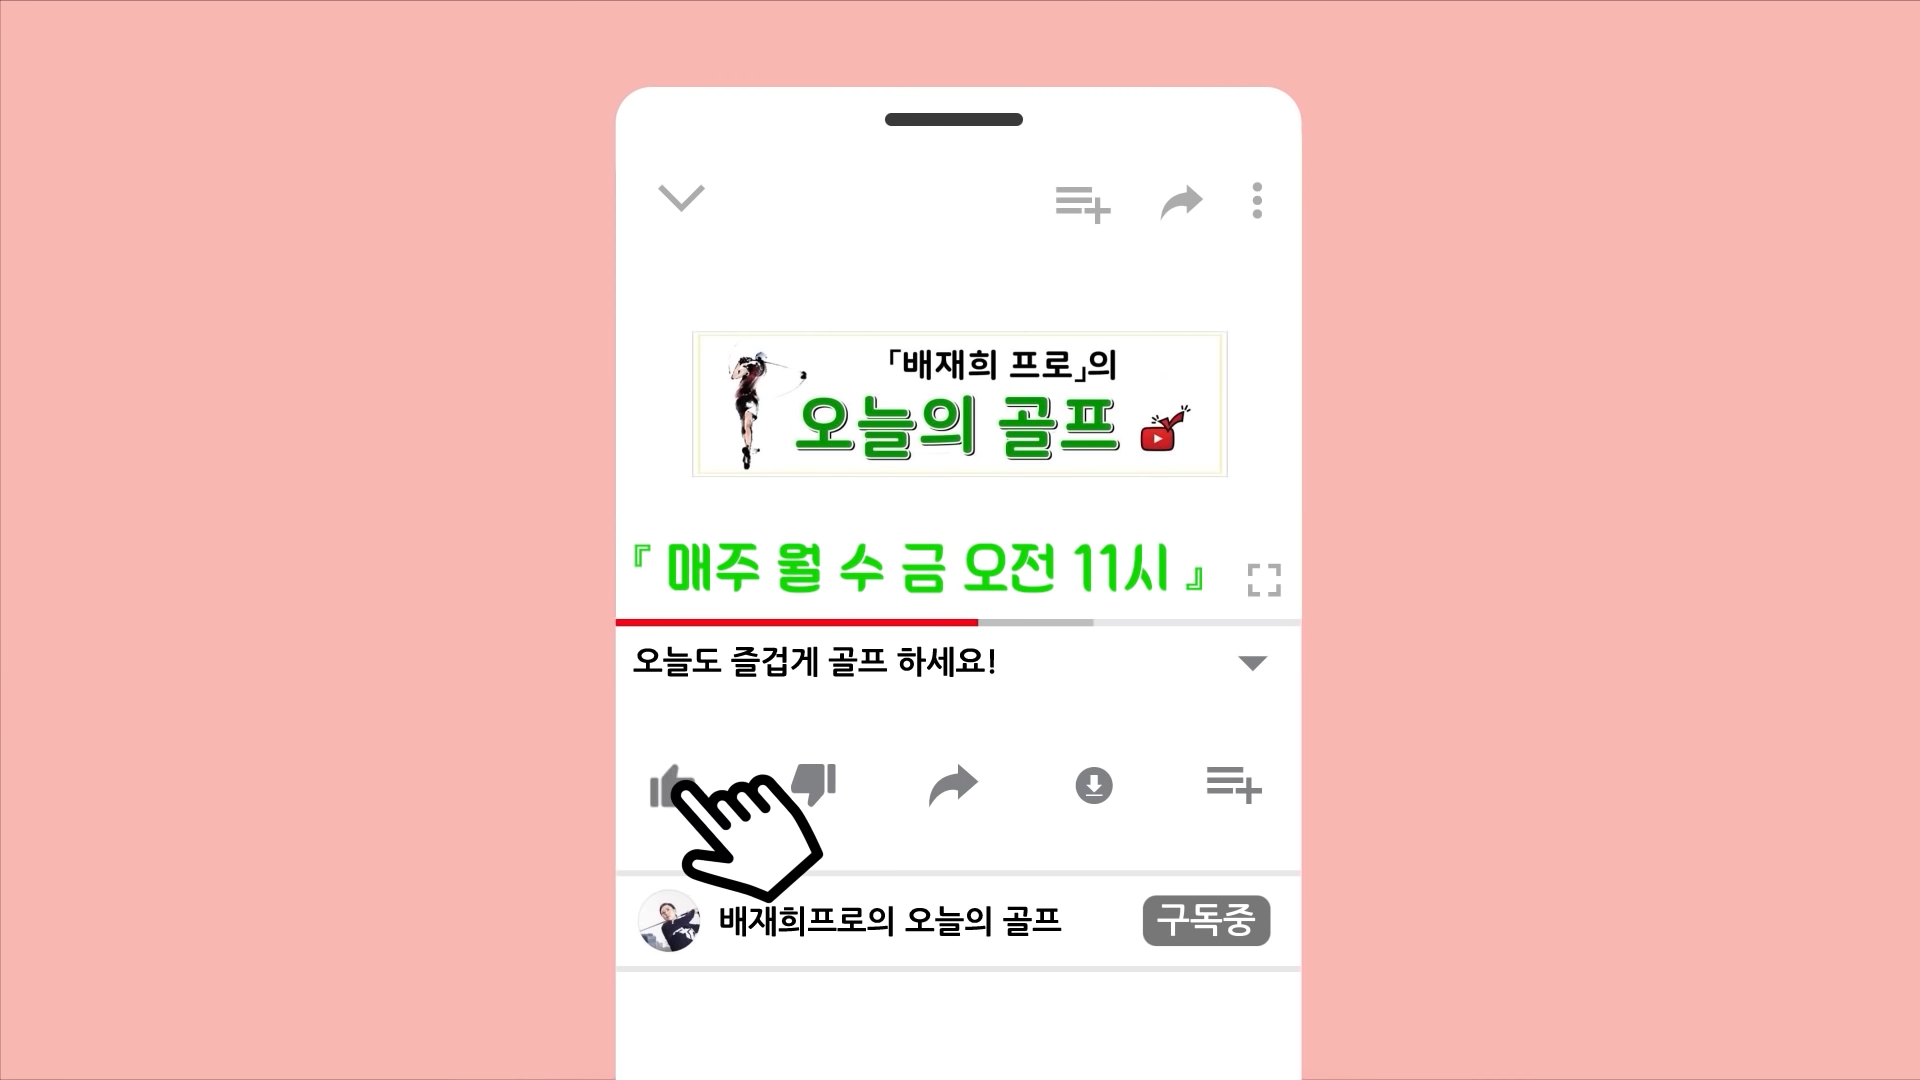 「배재희 프로」의
오늘의 골프
『 매주 월 수 금 오전 11시 』
오늘도 즐겁게 골프 하세요!
배재희프로의 오늘의 골프
구독중